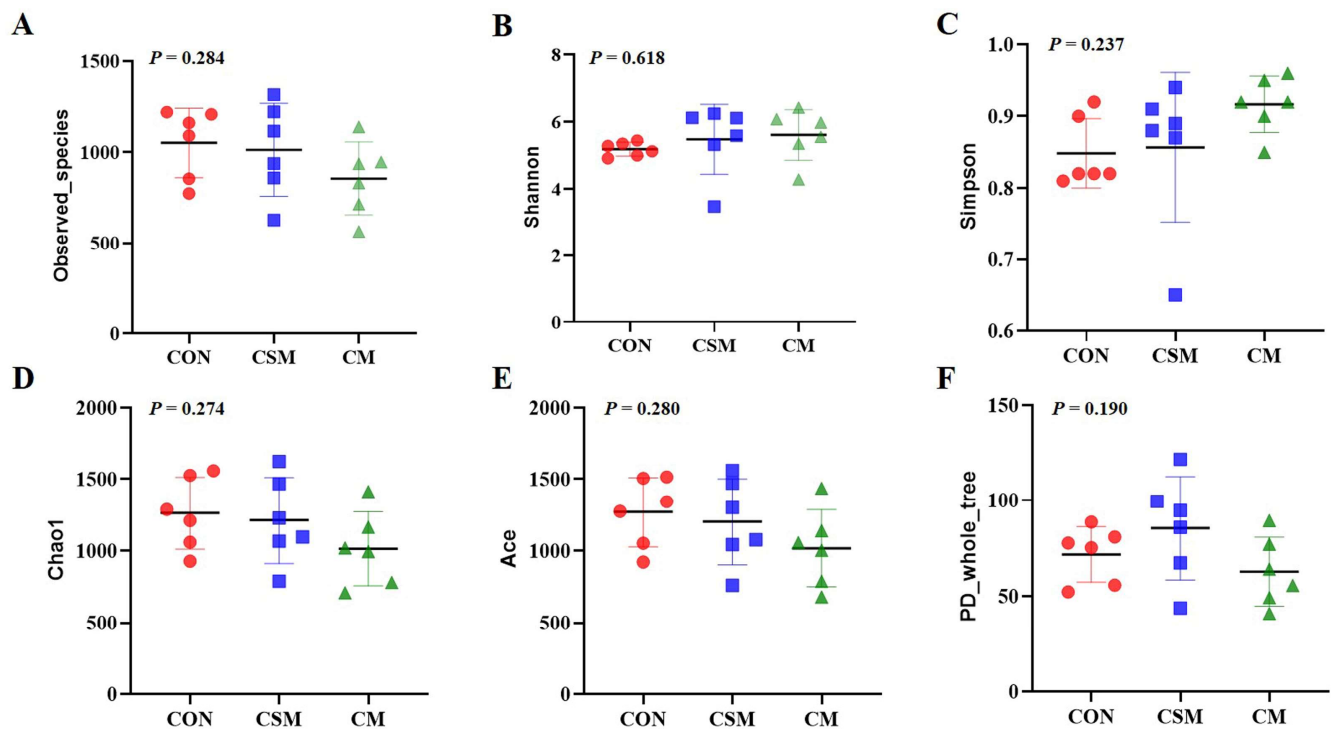 A
P = 0.284
Observed_species
1500
1000
500
0
CON CSM CM
B
P = 0.618
Shannon
8
6
4
2
0
CON CSM CM
C
P = 0.237
Simpson
1.0
0.9
0.8
0.7
0.6
CON CSM CM
D
P = 0.274
Chao1
2000
1500
1000
500
0
CON CSM CM
E
P = 0.280
Ace
2000
1500
1000
500
0
CON CSM CM
F
P = 0.190
PD_whole_tree
150
100
50
0
CON CSM CM